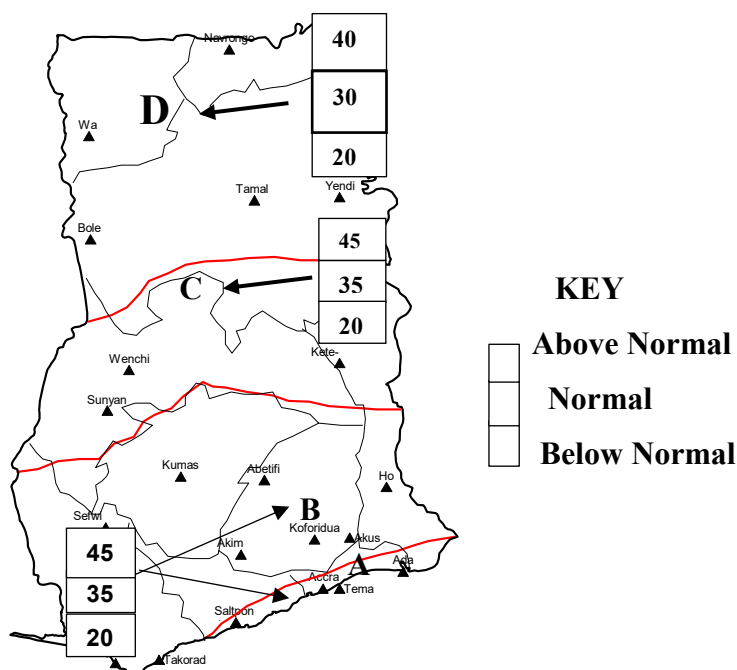 Navrongo
40
30
20
D
Wa
Tamal
Yendi
Bole
45
35
20
C
KEY
Above Normal
Normal
Below Normal
Wenchi
Kete-
Sunyan
Kumas
Abetifi
Ho
B
Sefwi
Koforidua
Akus
Akim
45
35
20
A
Ada
Accra
Tema
Saltpon
Takorad